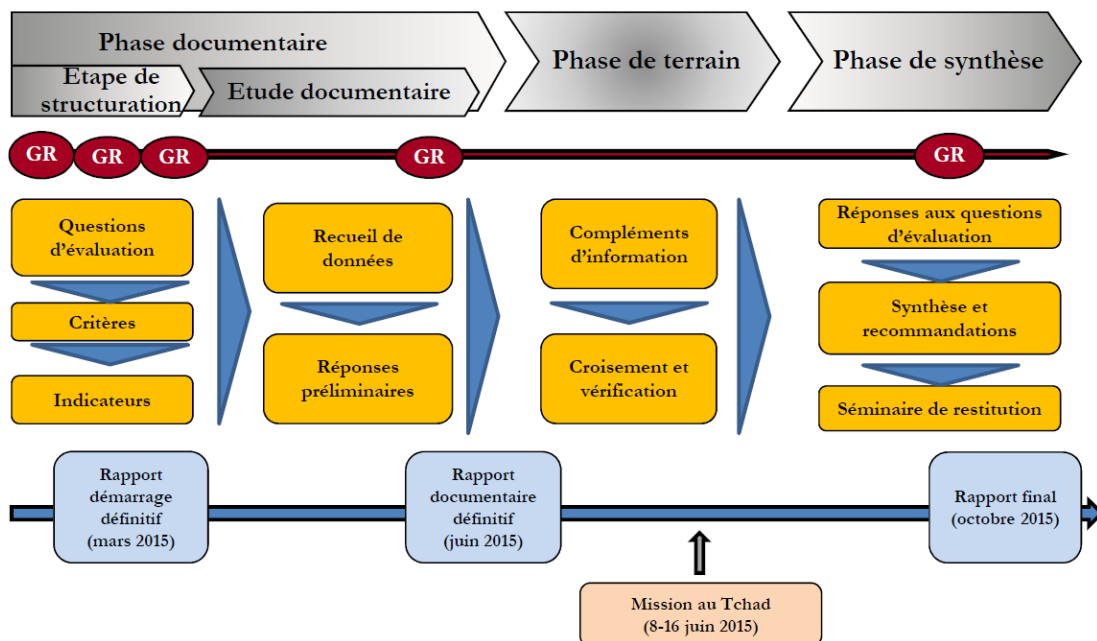 Phase documentaire
Etape de
structuration
Etude documentaire
Phase de terrain
Phase de synthèse
GR
GR
GR
GR
GR
Questions
d'évaluation
Critères
Indicateurs
Recueil de
données
Réponses
préliminaires
Compléments
d'information
Croisement et
vérification
Réponses aux questions
d'évaluation
Synthèse et
recommandations
Séminaire de restitution
Rapport
démarrage
définitif
(mars 2015)
Rapport
documentaire
définitif
(juin 2015)
Rapport final
(octobre 2015)
Mission au Tchad
(8-16 juin 2015)